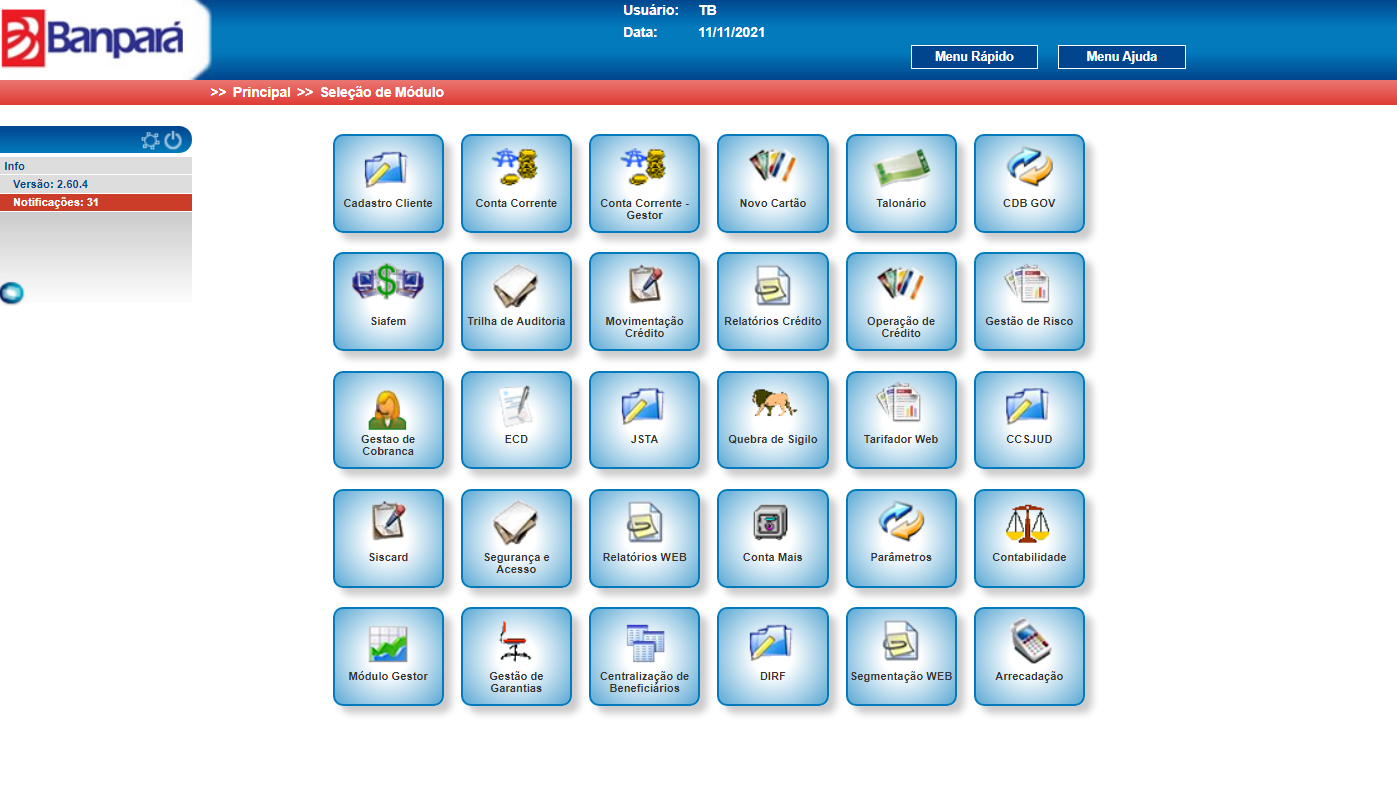 Banpará
Usuário: TB
Data: 11/11/2021
Menu Rápido Menu Ajuda
>> Principal >> Seleção de Módulo
Info
Versão: 2.60.4
Notificações: 31
Cadastro Cliente
Conta Corrente
Conta Corrente -
Gestor
Novo Cartão
Talonário
CDB GOV
Siafem
Trilha de Auditoria
Movimentação
Crédito
Relatórios Crédito
Operação de
Crédito
Gestão de Risco
Gestao de
Cobranca
ECD
JSTA
Quebra de Sigilo
Tarifador Web
CCSJUD
Siscard
Segurança e
Acesso
Relatórios WEB
Conta Mais
Parâmetros
Contabilidade
Módulo Gestor
Gestão de
Garantias
Centralização de
Beneficiários
DIRF
Segmentação WEB
Arrecadação